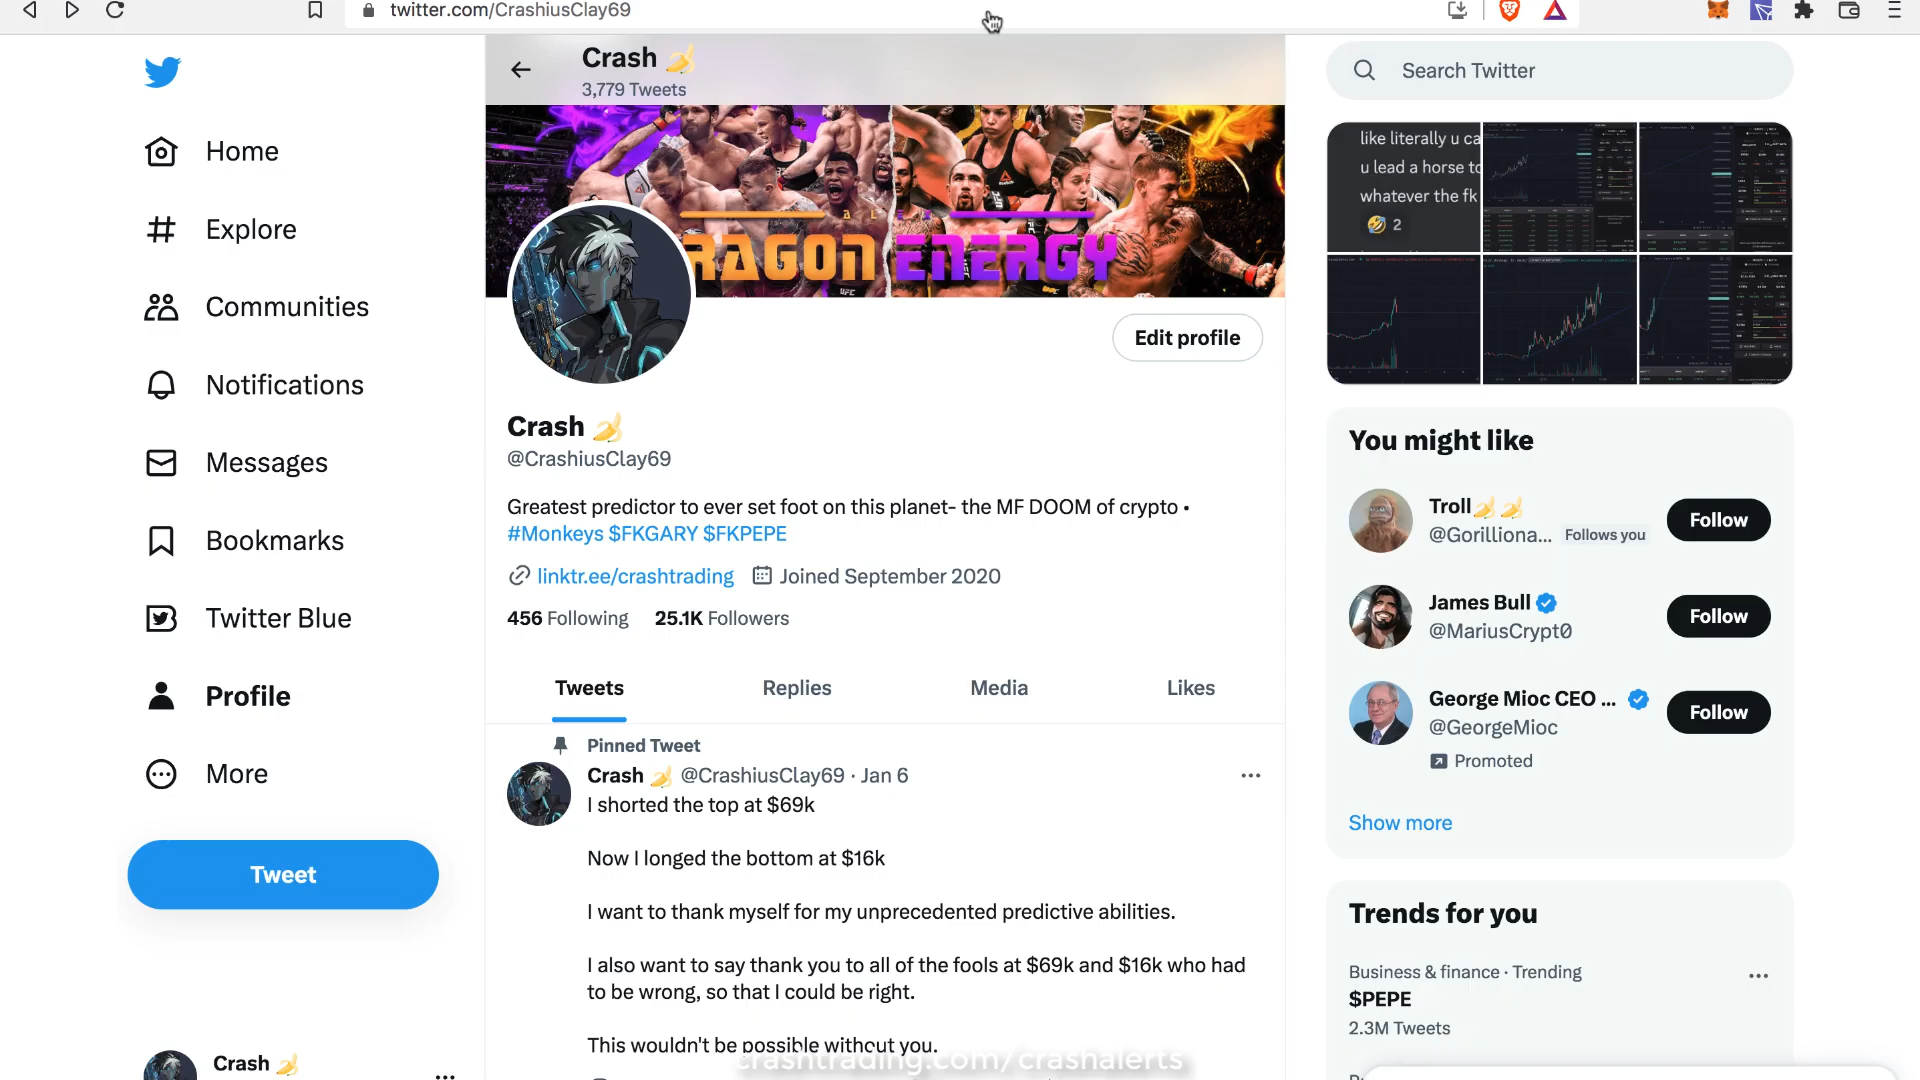 twitter.com/CrashiusClay69
Crash 🍌
3,779 Tweets
Search Twitter
Home
Explore
Communities
Notifications
Messages
Bookmarks
Twitter Blue
Profile
More
Tweet
Crash 🍌
RAGON ENERGY
UFC
UFC
Edit profile
Crash 🍌
@CrashiusClay69
Greatest predictor to ever set foot on this planet- the MF DOOM of crypto •
#Monkeys $FKGARY $FKPEPE
linktr.ee/crashtrading Joined September 2020
456 Following 25.1K Followers
Tweets Replies Media Likes
Pinned Tweet
Crash 🍌 @CrashiusClay69 · Jan 6
I shorted the top at $69k
Now I longed the bottom at $16k
I want to thank myself for my unprecedented predictive abilities.
I also want to say thank you to all of the fools at $69k and $16k who had
to be wrong, so that I could be right.
This wouldn't be possible without you.
crashtrading.com/crashalerts
like literally u ca
u lead a horse to
whatever the fk
🤣 2
You might like
Troll🍌🍌
@Gorilliona... Follows you
Follow
James Bull
@MariusCrypt0
Follow
George Mioc CEO ...
@GeorgeMioc
Follow
Promoted
Show more
Trends for you
Business & finance · Trending
$PEPE
2.3M Tweets